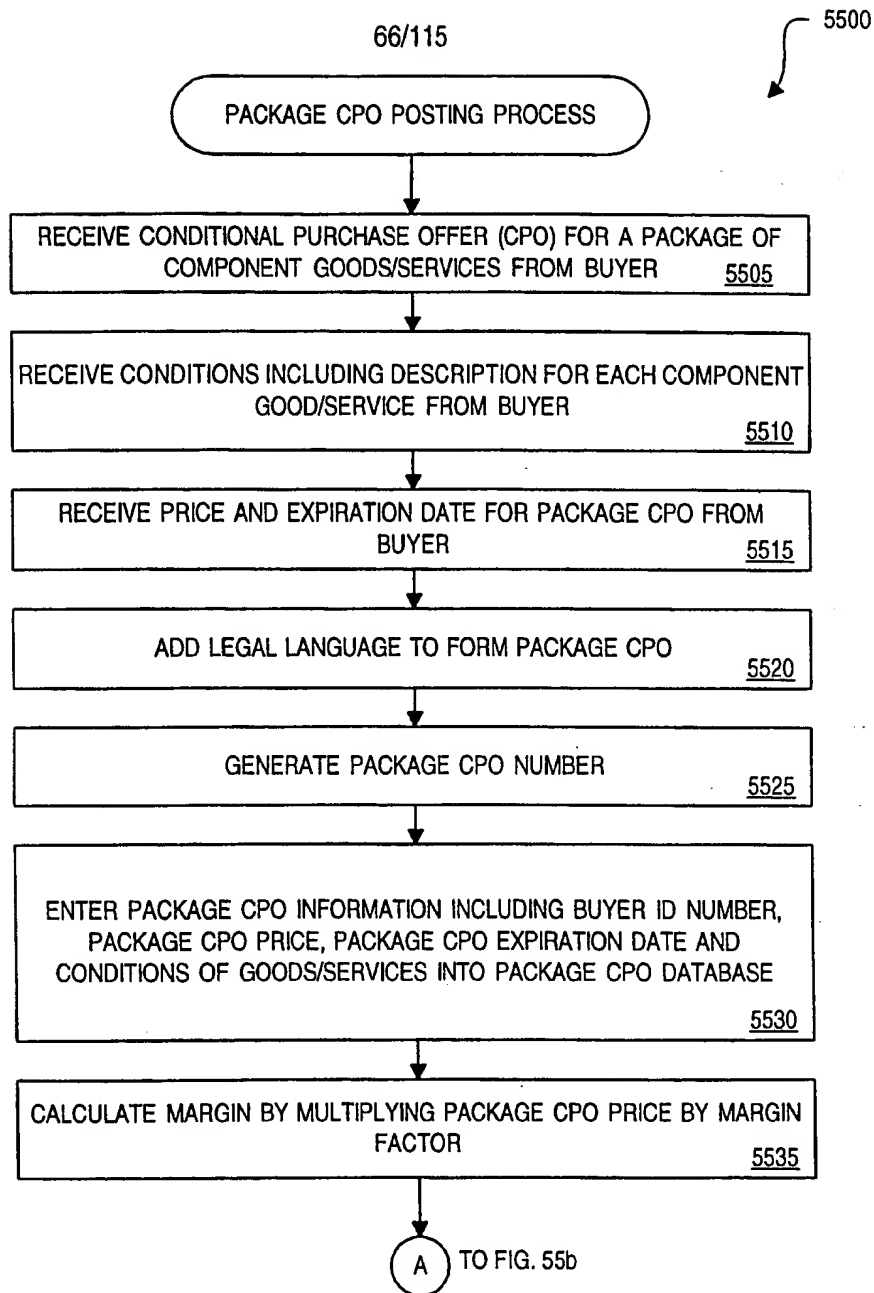 5500
66/115
PACKAGE CPO POSTING PROCESS
RECEIVE CONDITIONAL PURCHASE OFFER (CPO) FOR A PACKAGE OF
COMPONENT GOODS/SERVICES FROM BUYER 5505
RECEIVE CONDITIONS INCLUDING DESCRIPTION FOR EACH COMPONENT
GOOD/SERVICE FROM BUYER
5510
RECEIVE PRICE AND EXPIRATION DATE FOR PACKAGE CPO FROM
BUYER 5515
ADD LEGAL LANGUAGE TO FORM PACKAGE CPO
5520
GENERATE PACKAGE CPO NUMBER
5525
ENTER PACKAGE CPO INFORMATION INCLUDING BUYER ID NUMBER,
PACKAGE CPO PRICE, PACKAGE CPO EXPIRATION DATE AND
CONDITIONS OF GOODS/SERVICES INTO PACKAGE CPO DATABASE
5530
CALCULATE MARGIN BY MULTIPLYING PACKAGE CPO PRICE BY MARGIN
FACTOR 5535
A TO FIG. 55b